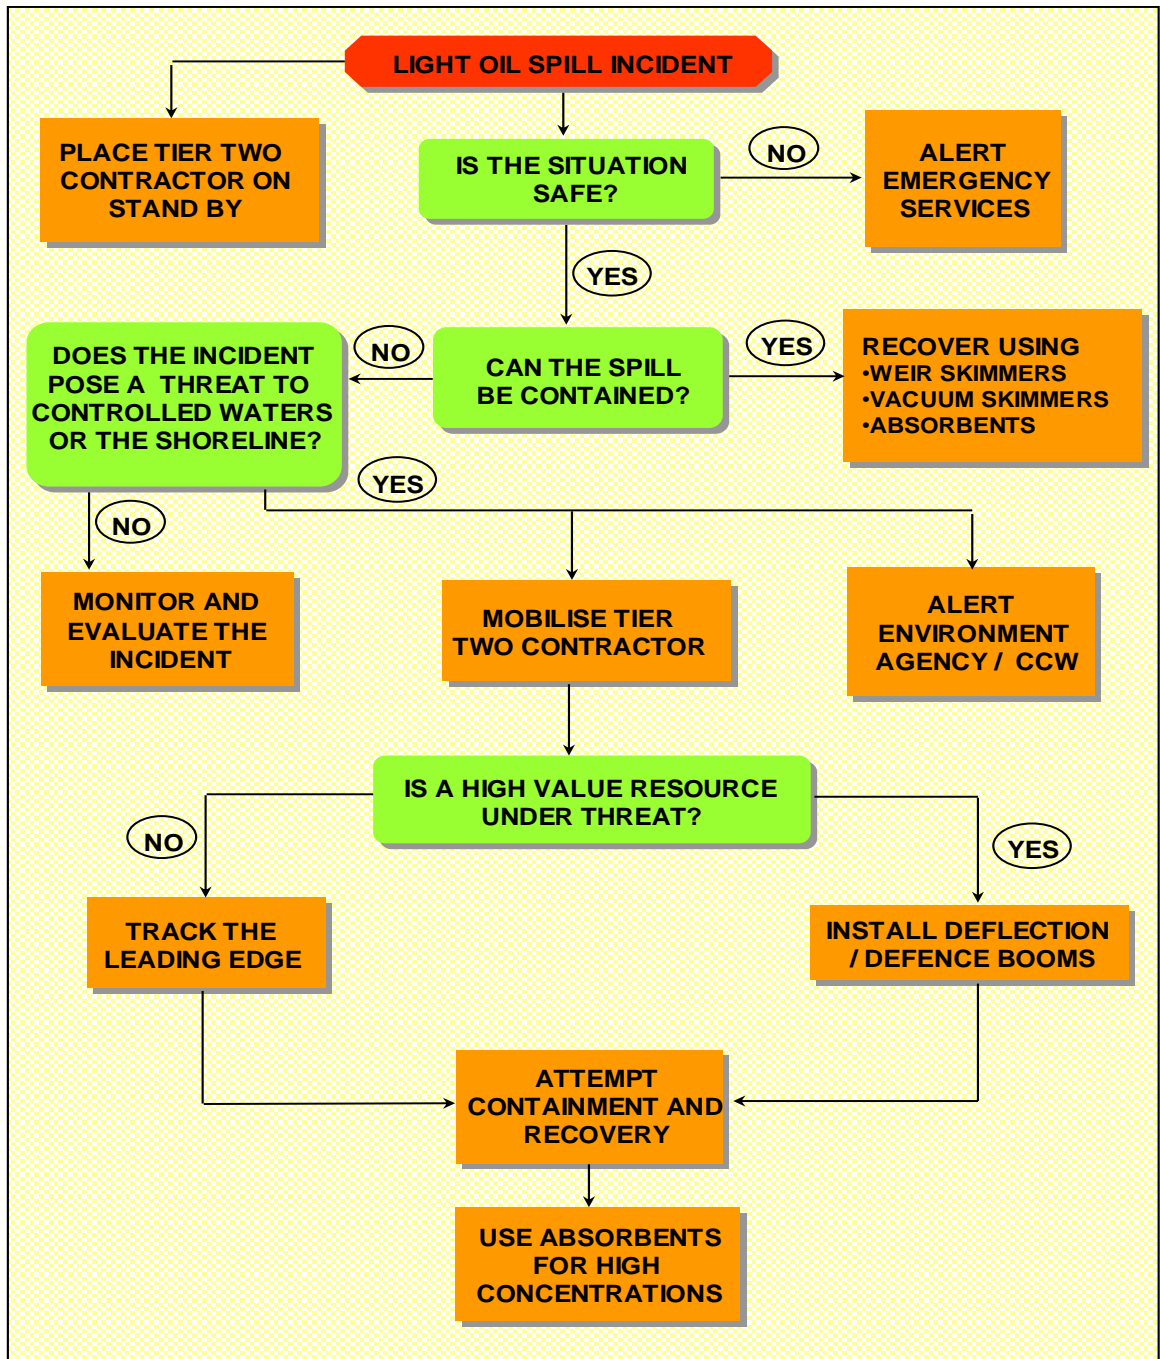 LIGHT OIL SPILL INCIDENT
PLACE TIER TWO
CONTRACTOR ON
STAND BY
IS THE SITUATION
SAFE?
NO
ALERT
EMERGENCY
SERVICES
YES
DOES THE INCIDENT
POSE A THREAT TO
CONTROLLED WATERS
OR THE SHORELINE?
NO
CAN THE SPILL
BE CONTAINED?
YES
RECOVER USING
•WEIR SKIMMERS
•VACUUM SKIMMERS
•ABSORBENTS
YES
NO
MONITOR AND
EVALUATE THE
INCIDENT
MOBILISE TIER
TWO CONTRACTOR
ALERT
ENVIRONMENT
AGENCY / CCW
IS A HIGH VALUE RESOURCE
UNDER THREAT?
NO
YES
TRACK THE
LEADING EDGE
INSTALL DEFLECTION
/ DEFENCE BOOMS
ATTEMPT
CONTAINMENT AND
RECOVERY
USE ABSORBENTS
FOR HIGH
CONCENTRATIONS